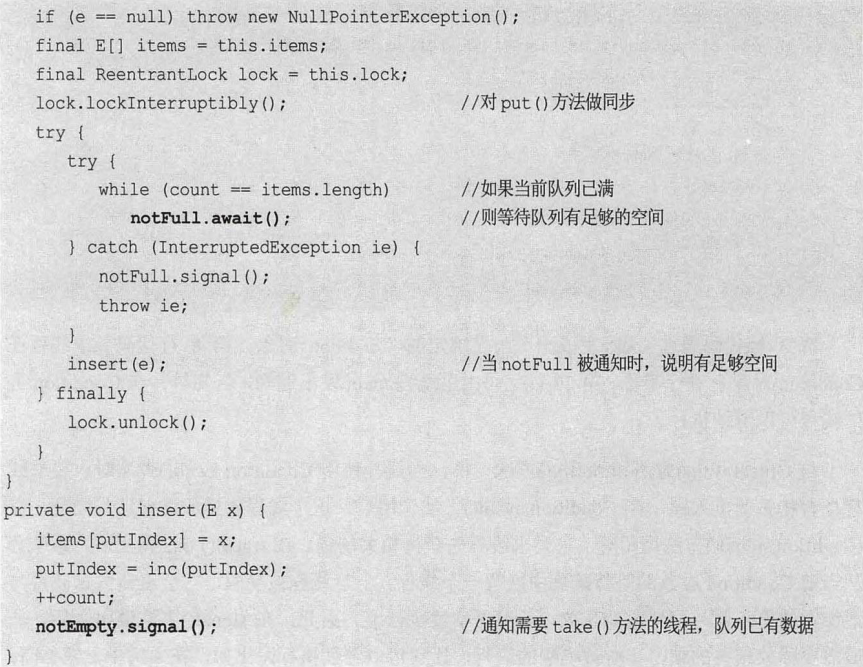 if (e == null) throw new NullPointerException();
final E[] items = this.items;
final ReentrantLock lock = this.lock;
lock.lockInterruptibly(); //对 put()方法做同步
try {
try {
while (count == items.length) //如果当前队列已满
notFull.await(); //则等待队列有足够的空间
} catch (InterruptedException ie) {
notFull.signal();
throw ie;
}
insert(e); //当 notFull 被通知时，说明有足够空间
} finally {
lock.unlock();
}
}
private void insert(E x) {
items[putIndex] = x;
putIndex = inc(putIndex);
++count;
notEmpty.signal(); //通知需要 take()方法的线程，队列已有数据
}